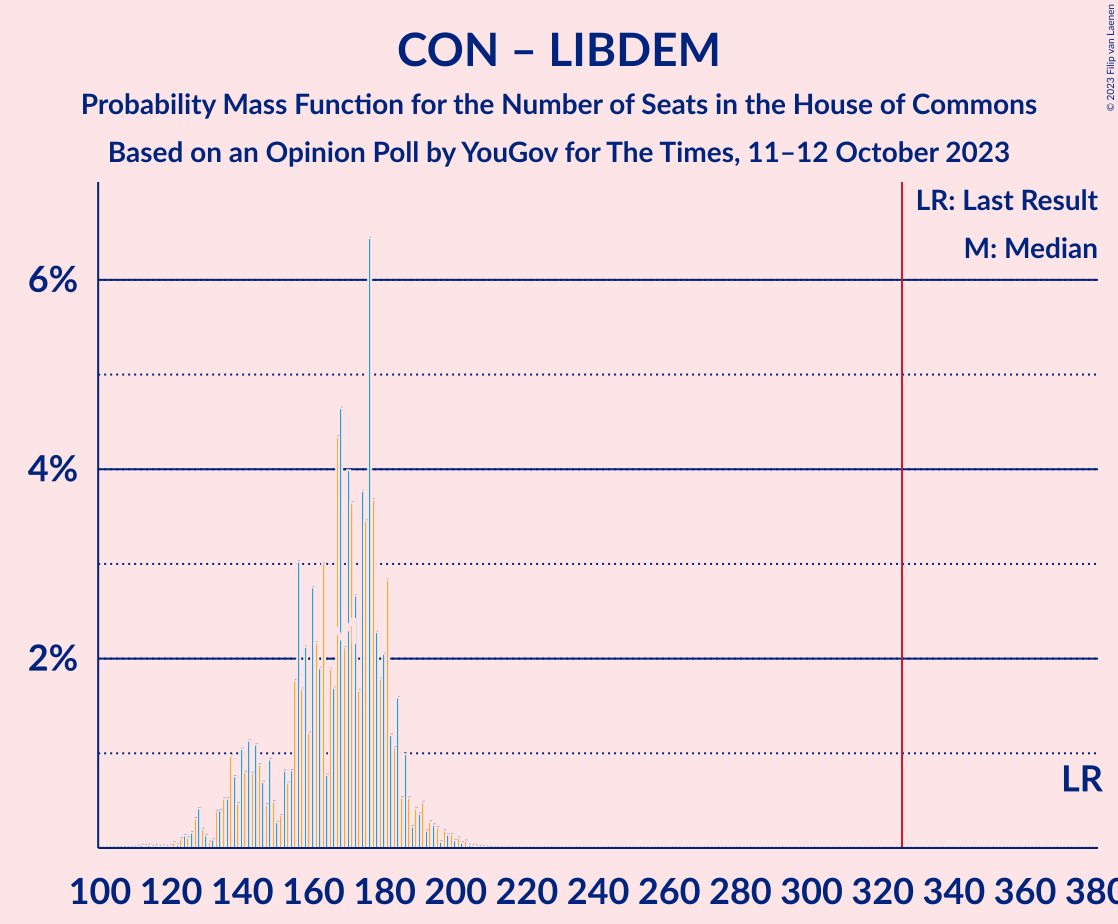 CON – LIBDEM
Probability Mass Function for the Number of Seats in the House of Commons
Based on an Opinion Poll by YouGov for The Times, 11–12 October 2023
© 2023 Filip van Laenen
LR: Last Result
M: Median
6%
4%
2%
LR
100 120 140 160 180 200 220 240 260 280 300 320 340 360 380